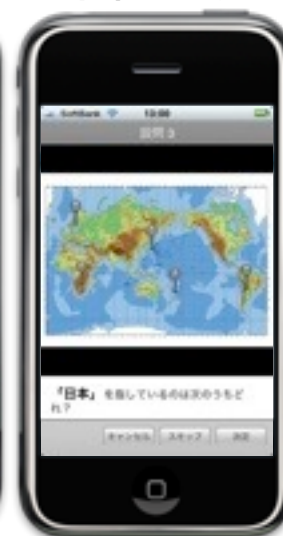 SoftBank 13:00
設問 3
「日本」を指しているのは次のうちど
れ？
キャンセル スキップ 決定